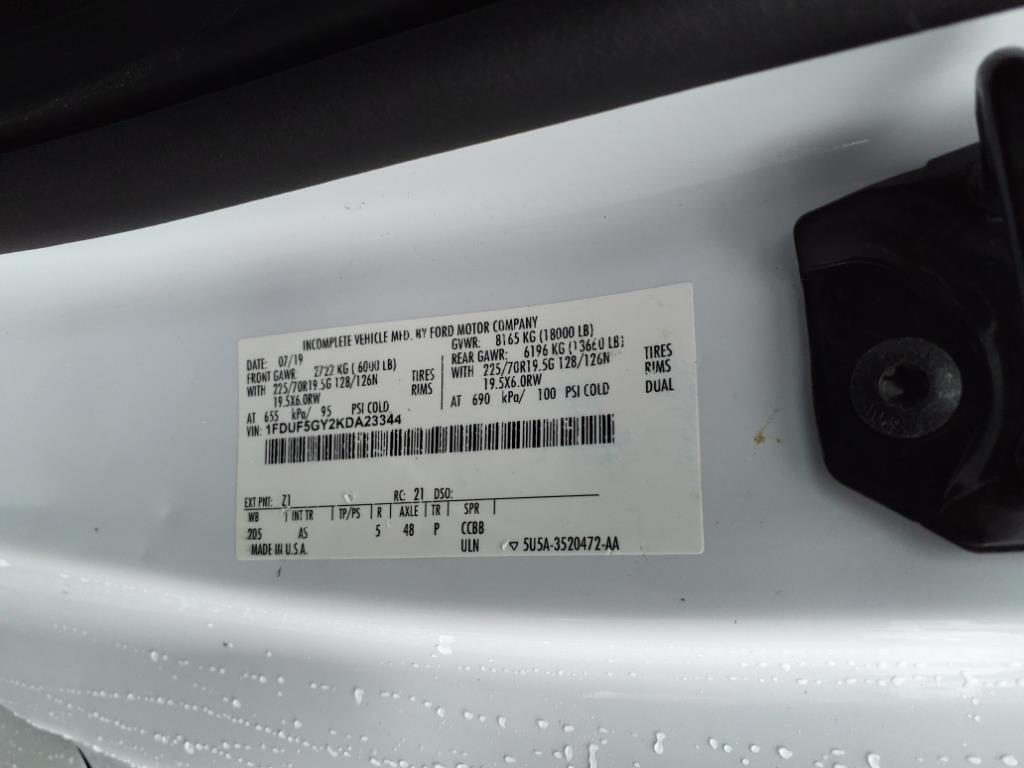 INCOMPLETE VEHICLE MFD. BY FORD MOTOR COMPANY
DATE: 07/19 GVWR: 8165 KG (18000 LB)
FRONT GAWR: 2722 KG ( 6000 LB) REAR GAWR: 6196 KG (13660 LB)
WITH 225/70R19.5G 128/126N TIRES WITH 225/70R19.5G 128/126N TIRES
19.5X6.0RW RIMS 19.5X6.0RW RIMS
AT 655 kPa/ 95 PSI COLD AT 690 kPa/ 100 PSI COLD DUAL
VIN: 1FDUF5GY2KDA23344
EXT PNT: Z1 RC: 21 DSO:
WB INT TR TP/PS R AXLE TR SPR
205 AS 5 48 P CCBB
MADE IN U.S.A. ULN ▽ 5U5A-3520472-AA